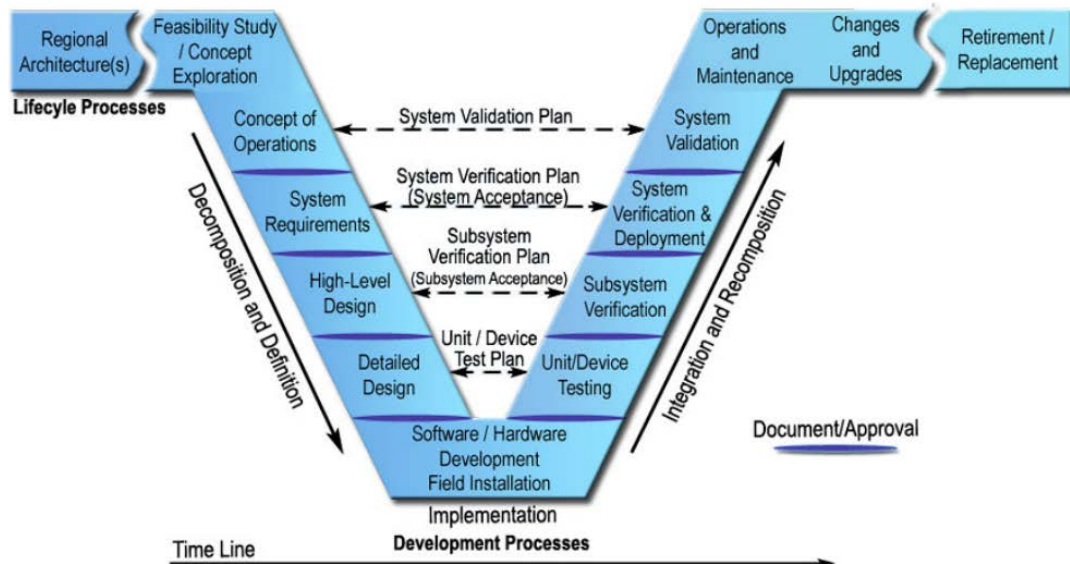 Regional
Architecture(s)
Feasibility Study
/ Concept
Exploration
Operations
and
Maintenance
Changes
and
Upgrades
Retirement /
Replacement
Lifecyle Processes
Concept of
Operations
System Validation Plan
System
Validation
Decomposition and Definition
System
Requirements
System Verification Plan
(System Acceptance)
System
Verification &
Deployment
Integration and Recomposition
High-Level
Design
Subsystem
Verification Plan
(Subsystem Acceptance)
Subsystem
Verification
Detailed
Design
Unit / Device
Test Plan
Unit/Device
Testing
Software / Hardware
Development
Field Installation
Document/Approval
Implementation
Development Processes
Time Line